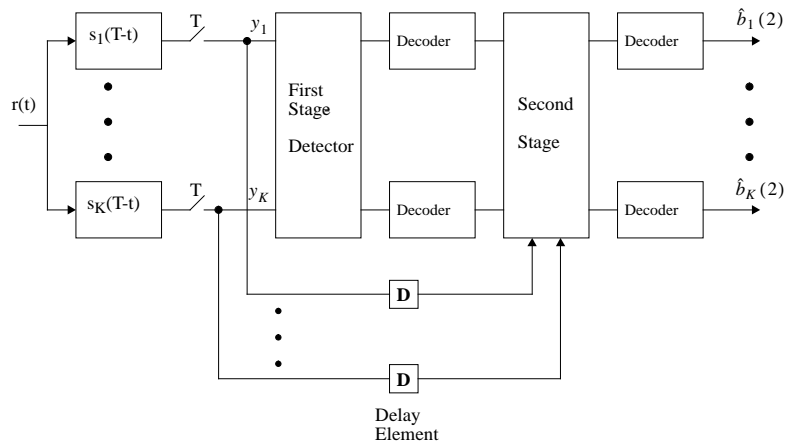 s1(T-t)
T
y1
Decoder
Decoder
b̂1(2)
r(t)
First
Stage
Detector
Second
Stage
sK(T-t)
T
yK
Decoder
Decoder
b̂K(2)
D
D
Delay
Element